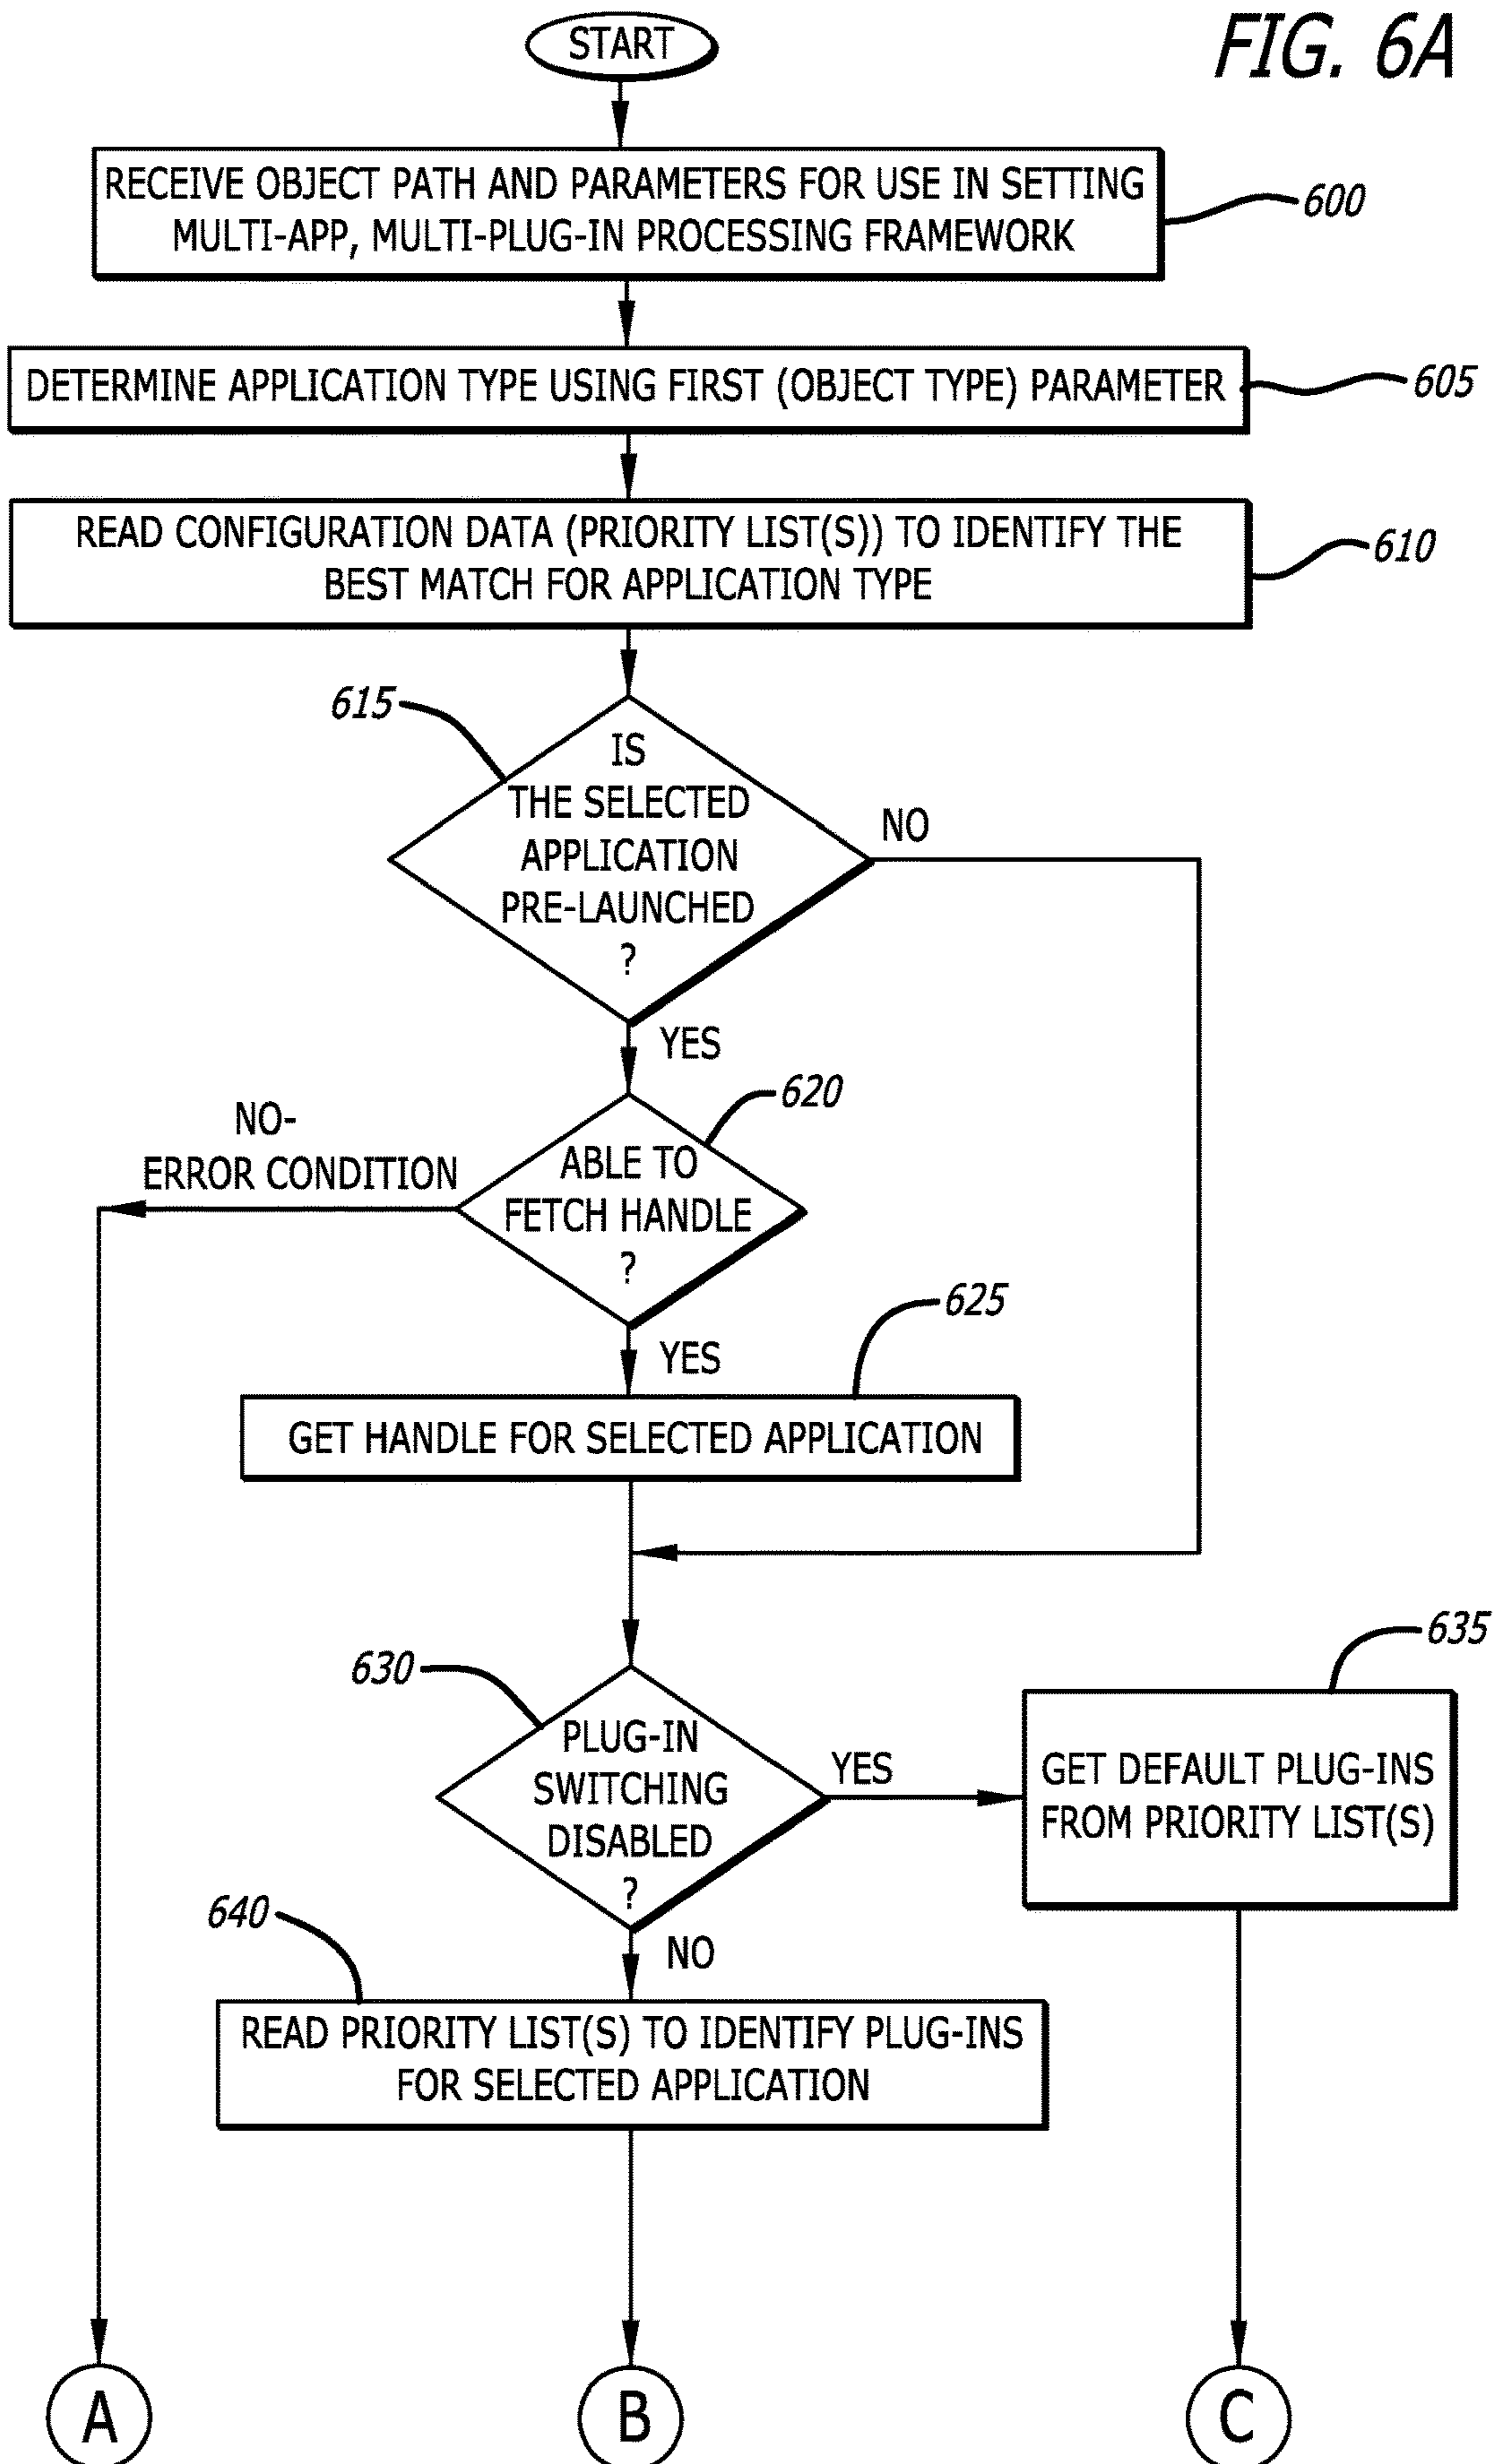 FIG. 6A
START
RECEIVE OBJECT PATH AND PARAMETERS FOR USE IN SETTING
MULTI-APP, MULTI-PLUG-IN PROCESSING FRAMEWORK
600
DETERMINE APPLICATION TYPE USING FIRST (OBJECT TYPE) PARAMETER
605
READ CONFIGURATION DATA (PRIORITY LIST(S)) TO IDENTIFY THE
BEST MATCH FOR APPLICATION TYPE
610
615
IS
THE SELECTED
APPLICATION
PRE-LAUNCHED
?
NO
YES
620
NO-
ERROR CONDITION
ABLE TO
FETCH HANDLE
?
YES
625
GET HANDLE FOR SELECTED APPLICATION
630
PLUG-IN
SWITCHING
DISABLED
?
YES
635
GET DEFAULT PLUG-INS
FROM PRIORITY LIST(S)
NO
640
READ PRIORITY LIST(S) TO IDENTIFY PLUG-INS
FOR SELECTED APPLICATION
A
B
C